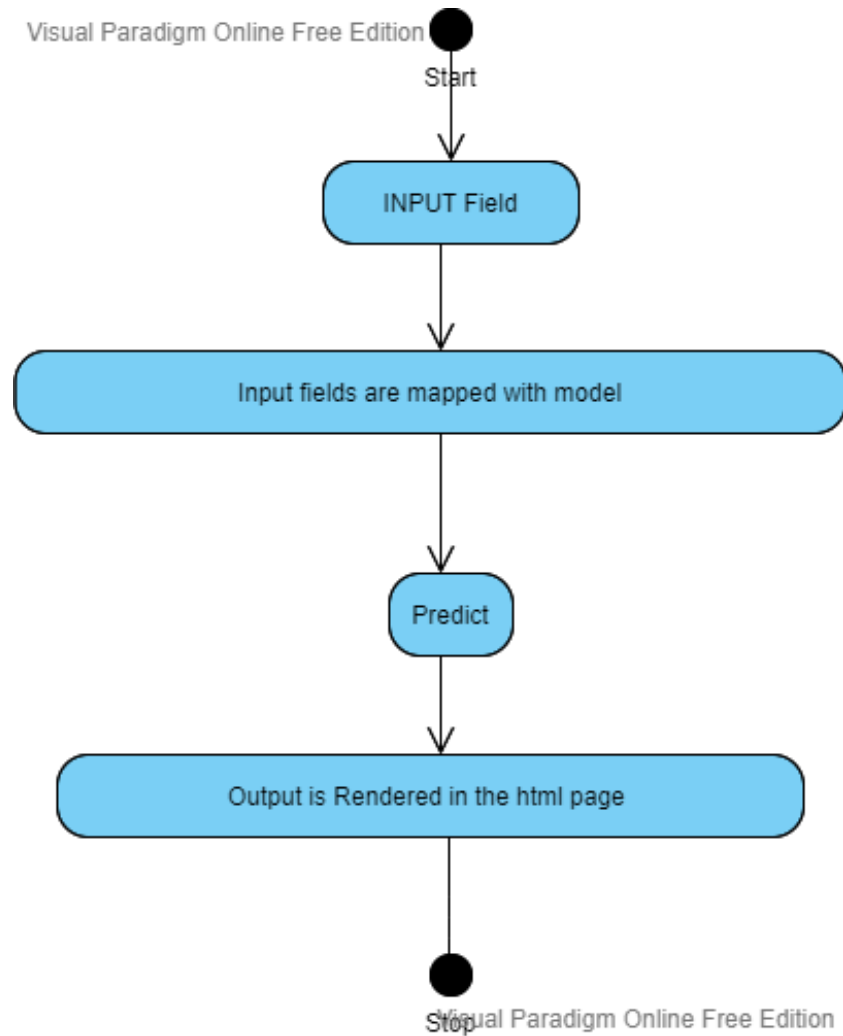 Visual Paradigm Online Free Edition
Start
INPUT Field
Input fields are mapped with model
Predict
Output is Rendered in the html page
Stop
Visual Paradigm Online Free Edition